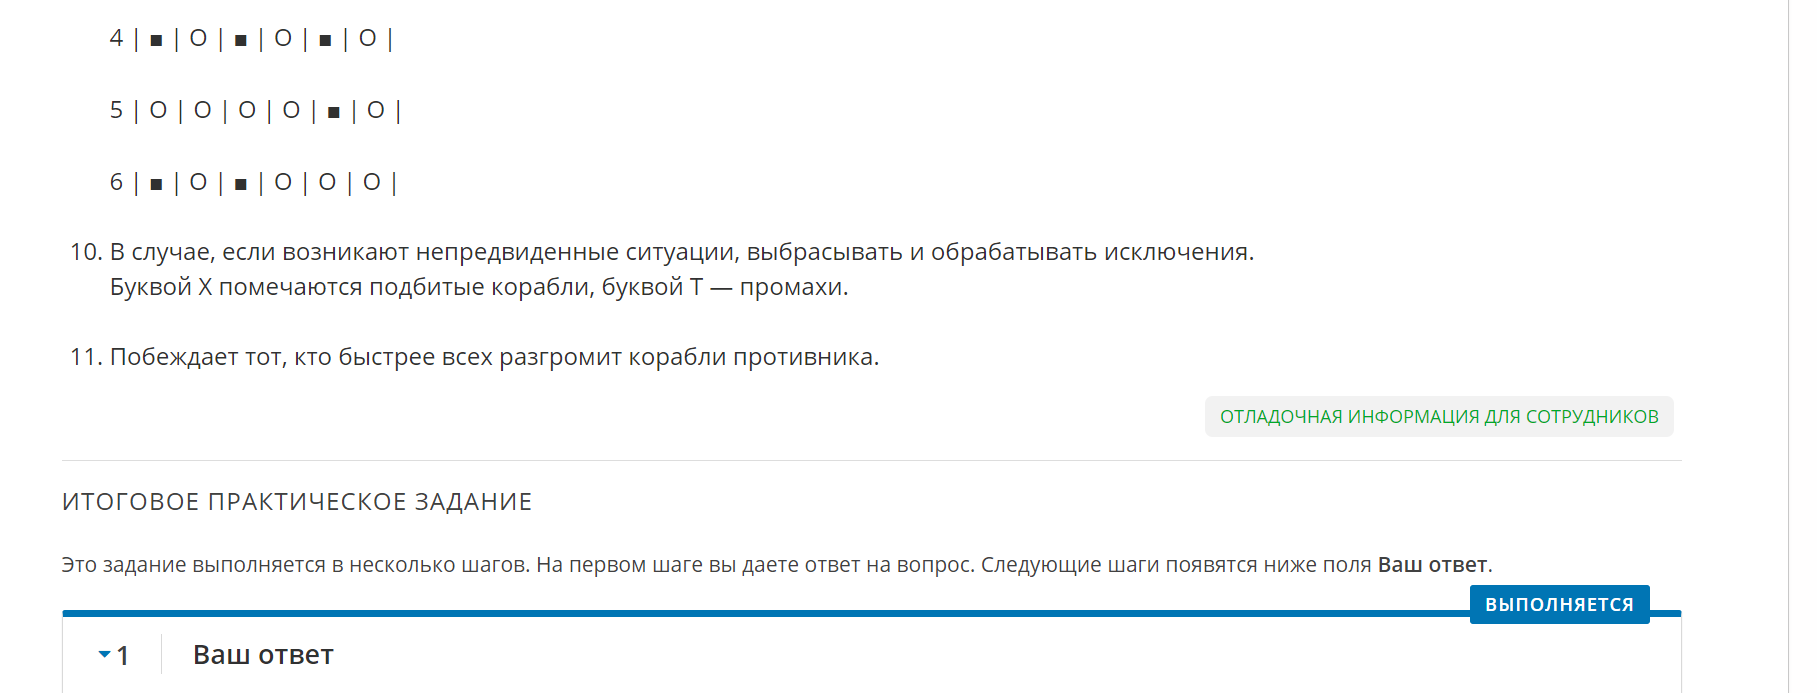 4 | ■ | О | ■ | О | ■ | О |
5 | О | О | О | О | ■ | О |
6 | ■ | О | ■ | О | О | О |
10. В случае, если возникают непредвиденные ситуации, выбрасывать и обрабатывать исключения.
Буквой X помечаются подбитые корабли, буквой T — промахи.
11. Побеждает тот, кто быстрее всех разгромит корабли противника.
ОТЛАДОЧНАЯ ИНФОРМАЦИЯ ДЛЯ СОТРУДНИКОВ
ИТОГОВОЕ ПРАКТИЧЕСКОЕ ЗАДАНИЕ
Это задание выполняется в несколько шагов. На первом шаге вы даете ответ на вопрос. Следующие шаги появятся ниже поля Ваш ответ.
ВЫПОЛНЯЕТСЯ
1 Ваш ответ